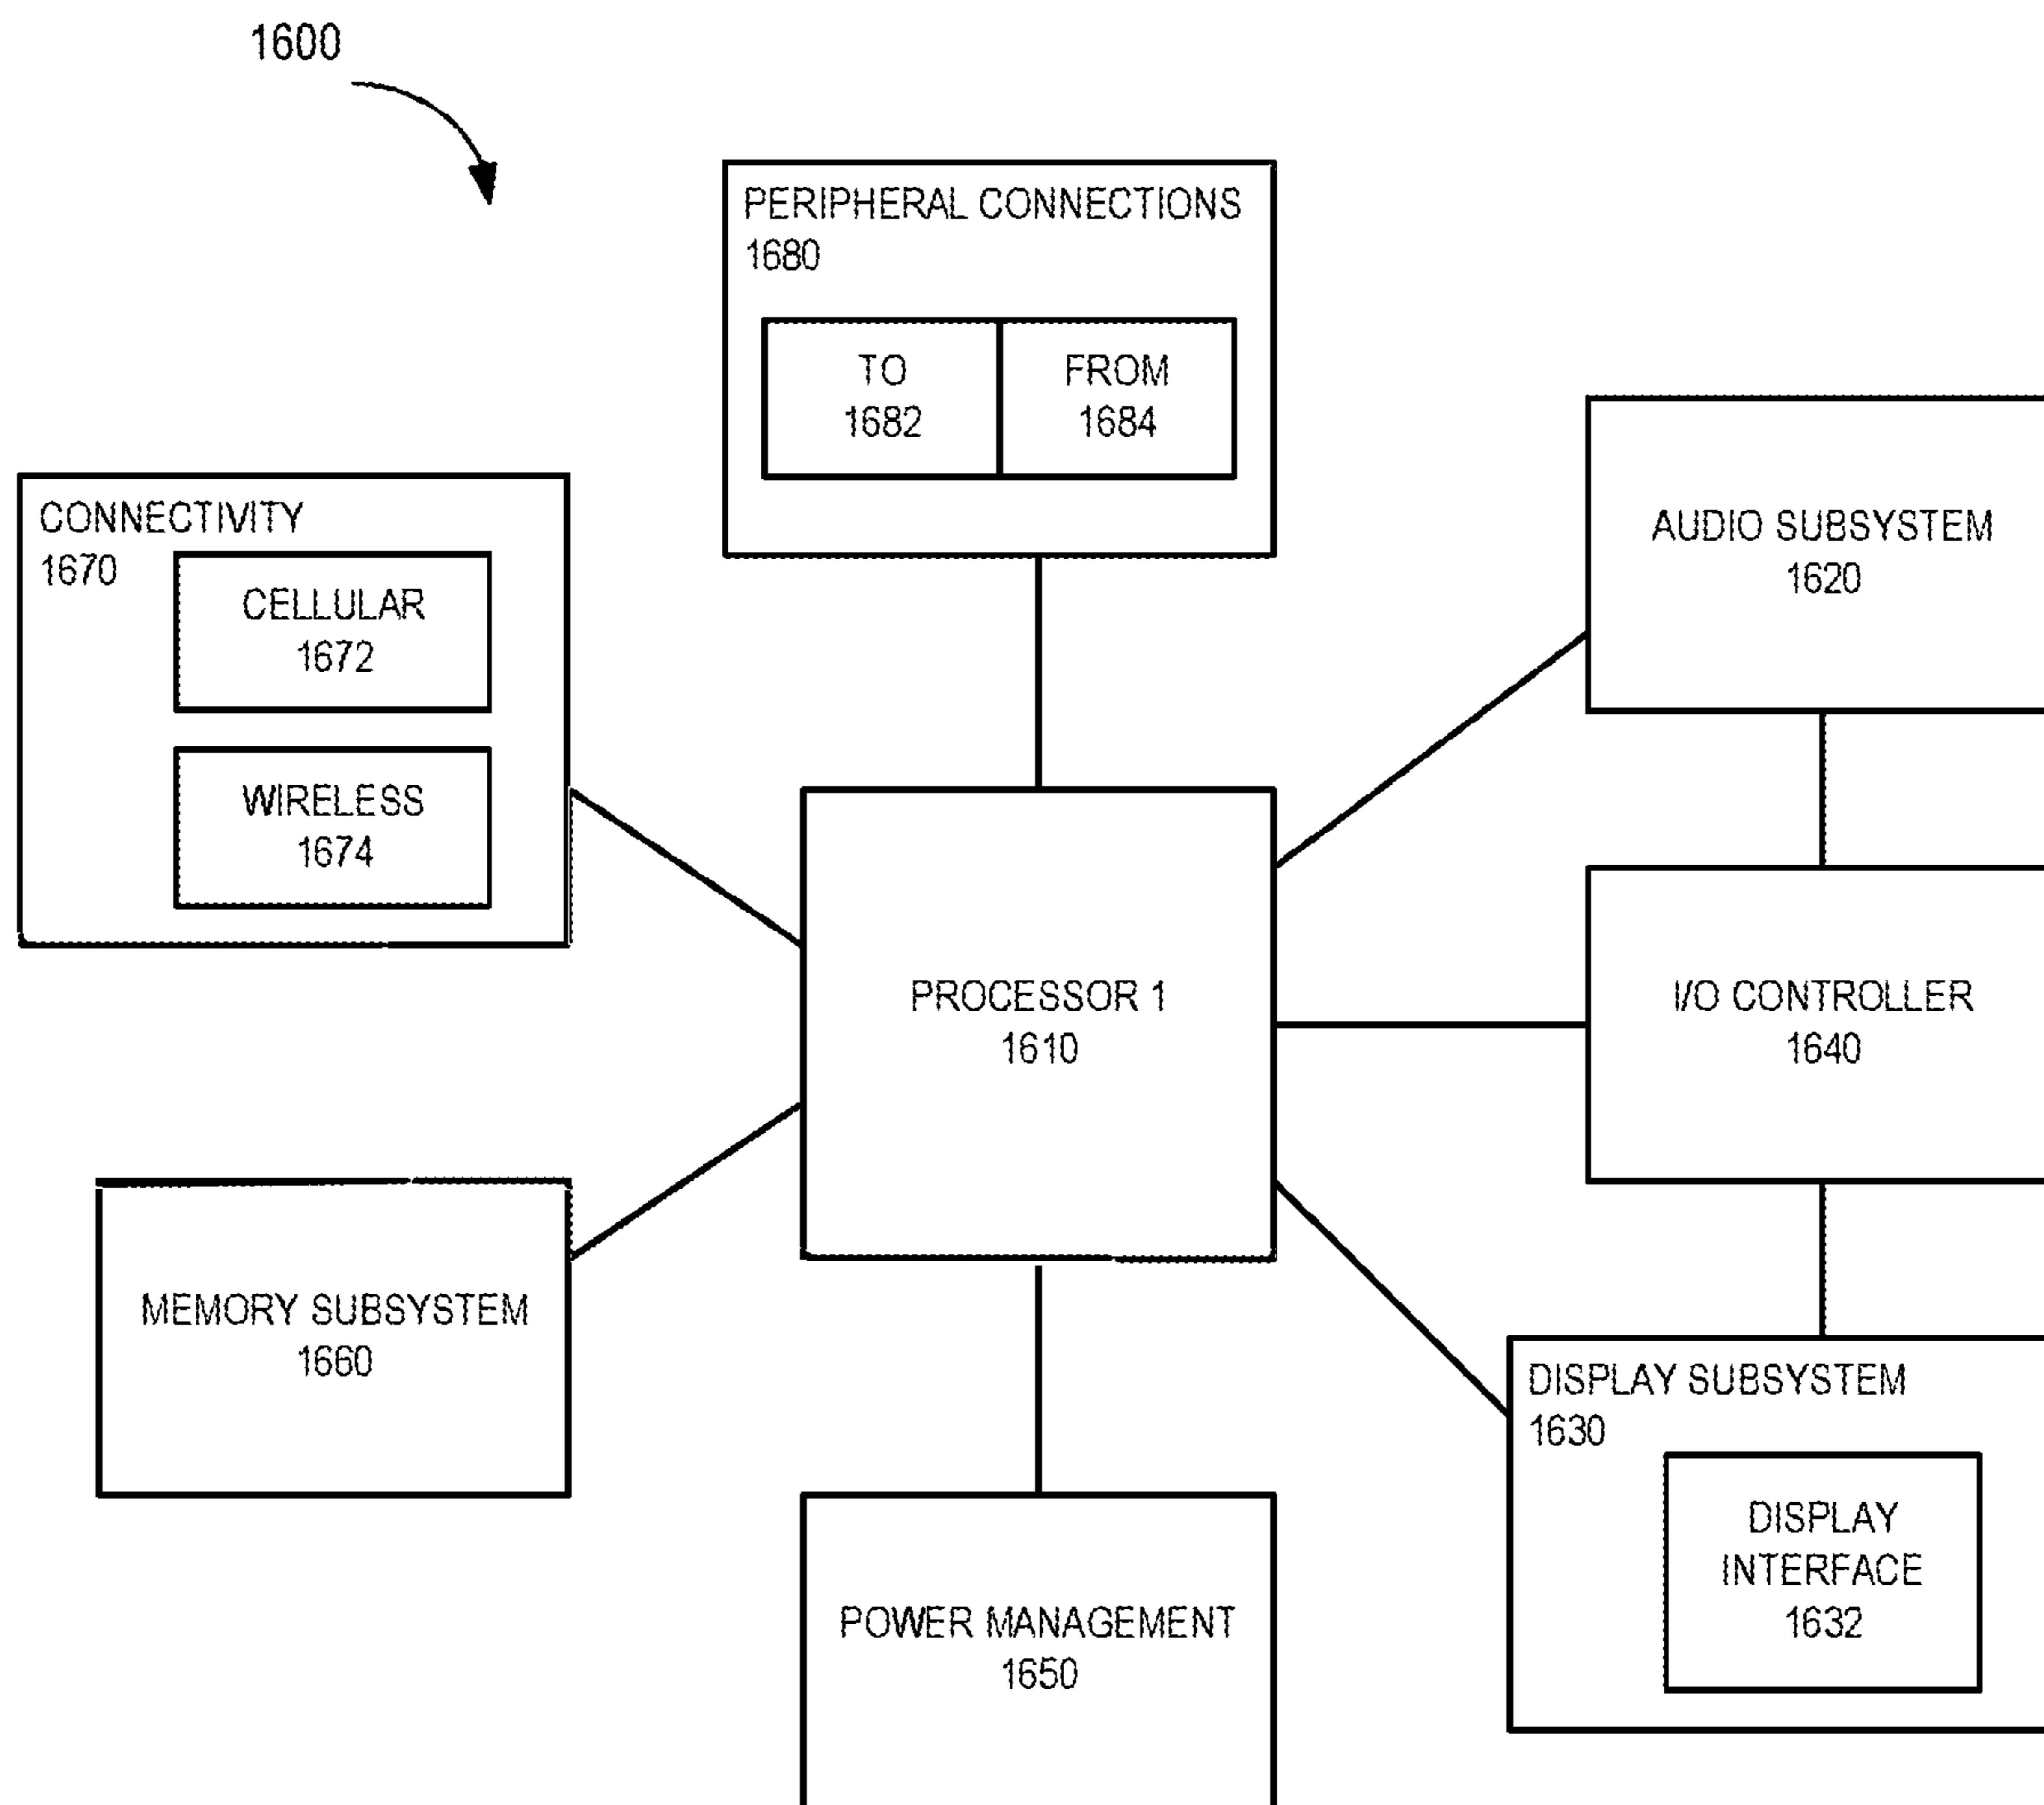 1600
PERIPHERAL CONNECTIONS
1680
TO
1682
FROM
1684
CONNECTIVITY
1670
CELLULAR
1672
WIRELESS
1674
AUDIO SUBSYSTEM
1620
PROCESSOR 1
1610
I/O CONTROLLER
1640
MEMORY SUBSYSTEM
1660
DISPLAY SUBSYSTEM
1630
DISPLAY
INTERFACE
1632
POWER MANAGEMENT
1650